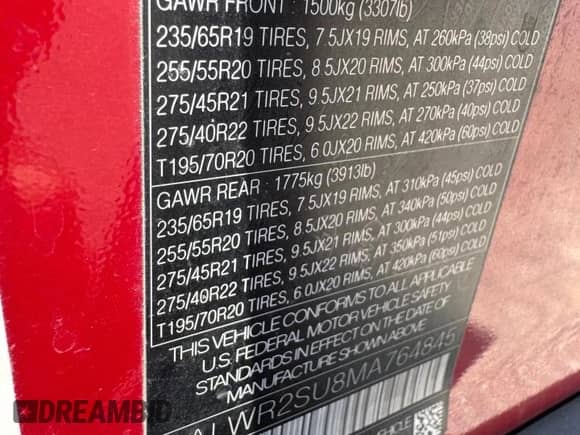 GAWR FRONT : 1500kg (3307lb)
235/65R19 TIRES, 7.5JX19 RIMS, AT 260kPa (38psi) COLD
255/55R20 TIRES, 8.5JX20 RIMS, AT 300kPa (44psi) COLD
275/45R21 TIRES, 9.5JX21 RIMS, AT 250kPa (37psi) COLD
275/40R22 TIRES, 9.5JX22 RIMS, AT 270kPa (40psi) COLD
T195/70R20 TIRES, 6.0JX20 RIMS, AT 420kPa (60psi) COLD
GAWR REAR : 1775kg (3913lb)
235/65R19 TIRES, 7.5JX19 RIMS, AT 310kPa (45psi) COLD
255/55R20 TIRES, 8.5JX20 RIMS, AT 340kPa (50psi) COLD
275/45R21 TIRES, 9.5JX21 RIMS, AT 300kPa (44psi) COLD
275/40R22 TIRES, 9.5JX22 RIMS, AT 350kPa (51psi) COLD
T195/70R20 TIRES, 6.0JX20 RIMS, AT 420kPa (60psi) COLD
THIS VEHICLE CONFORMS TO ALL APPLICABLE
U.S. FEDERAL MOTOR VEHICLE SAFETY
STANDARDS IN EFFECT ON THE DATE OF
MANUFACTURE SHOWN ABOVE
ALWR2SU8MA764845
VEHICLE
DREAMBID